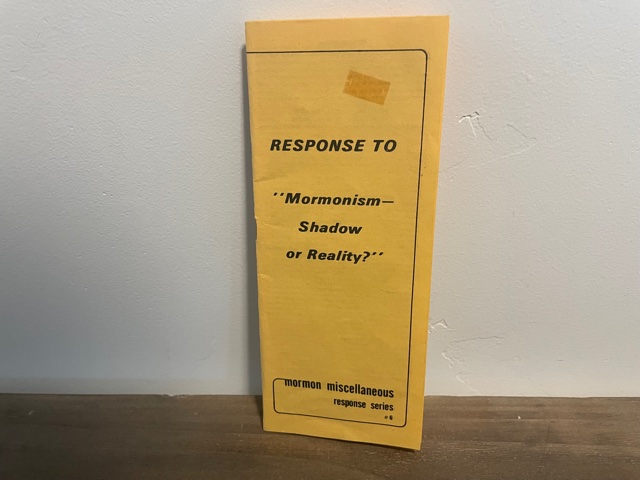 RESPONSE TO
"Mormonism—
Shadow
or Reality?"
mormon miscellaneous
response series